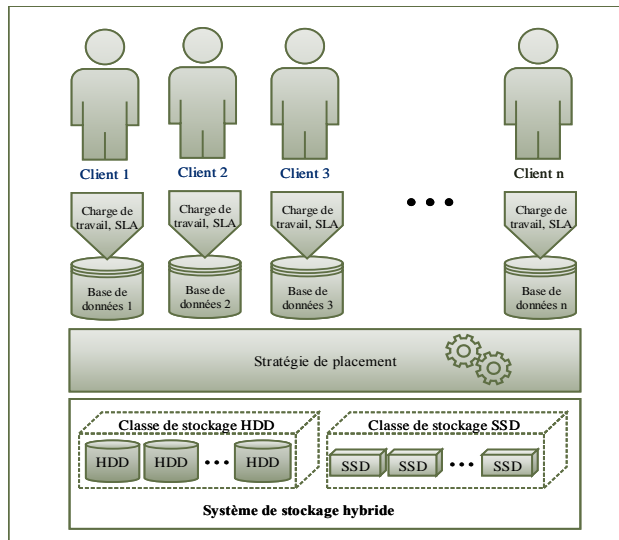 Client 1
Client 2
Client 3
Client n
Charge de
travail, SLA
Charge de
travail, SLA
Charge de
travail, SLA
Charge de
travail, SLA
Base de
données 1
Base de
données 2
Base de
données 3
Base de
données n
Stratégie de placement
Classe de stockage HDD
Classe de stockage SSD
HDD
HDD
HDD
SSD
SSD
SSD
Système de stockage hybride